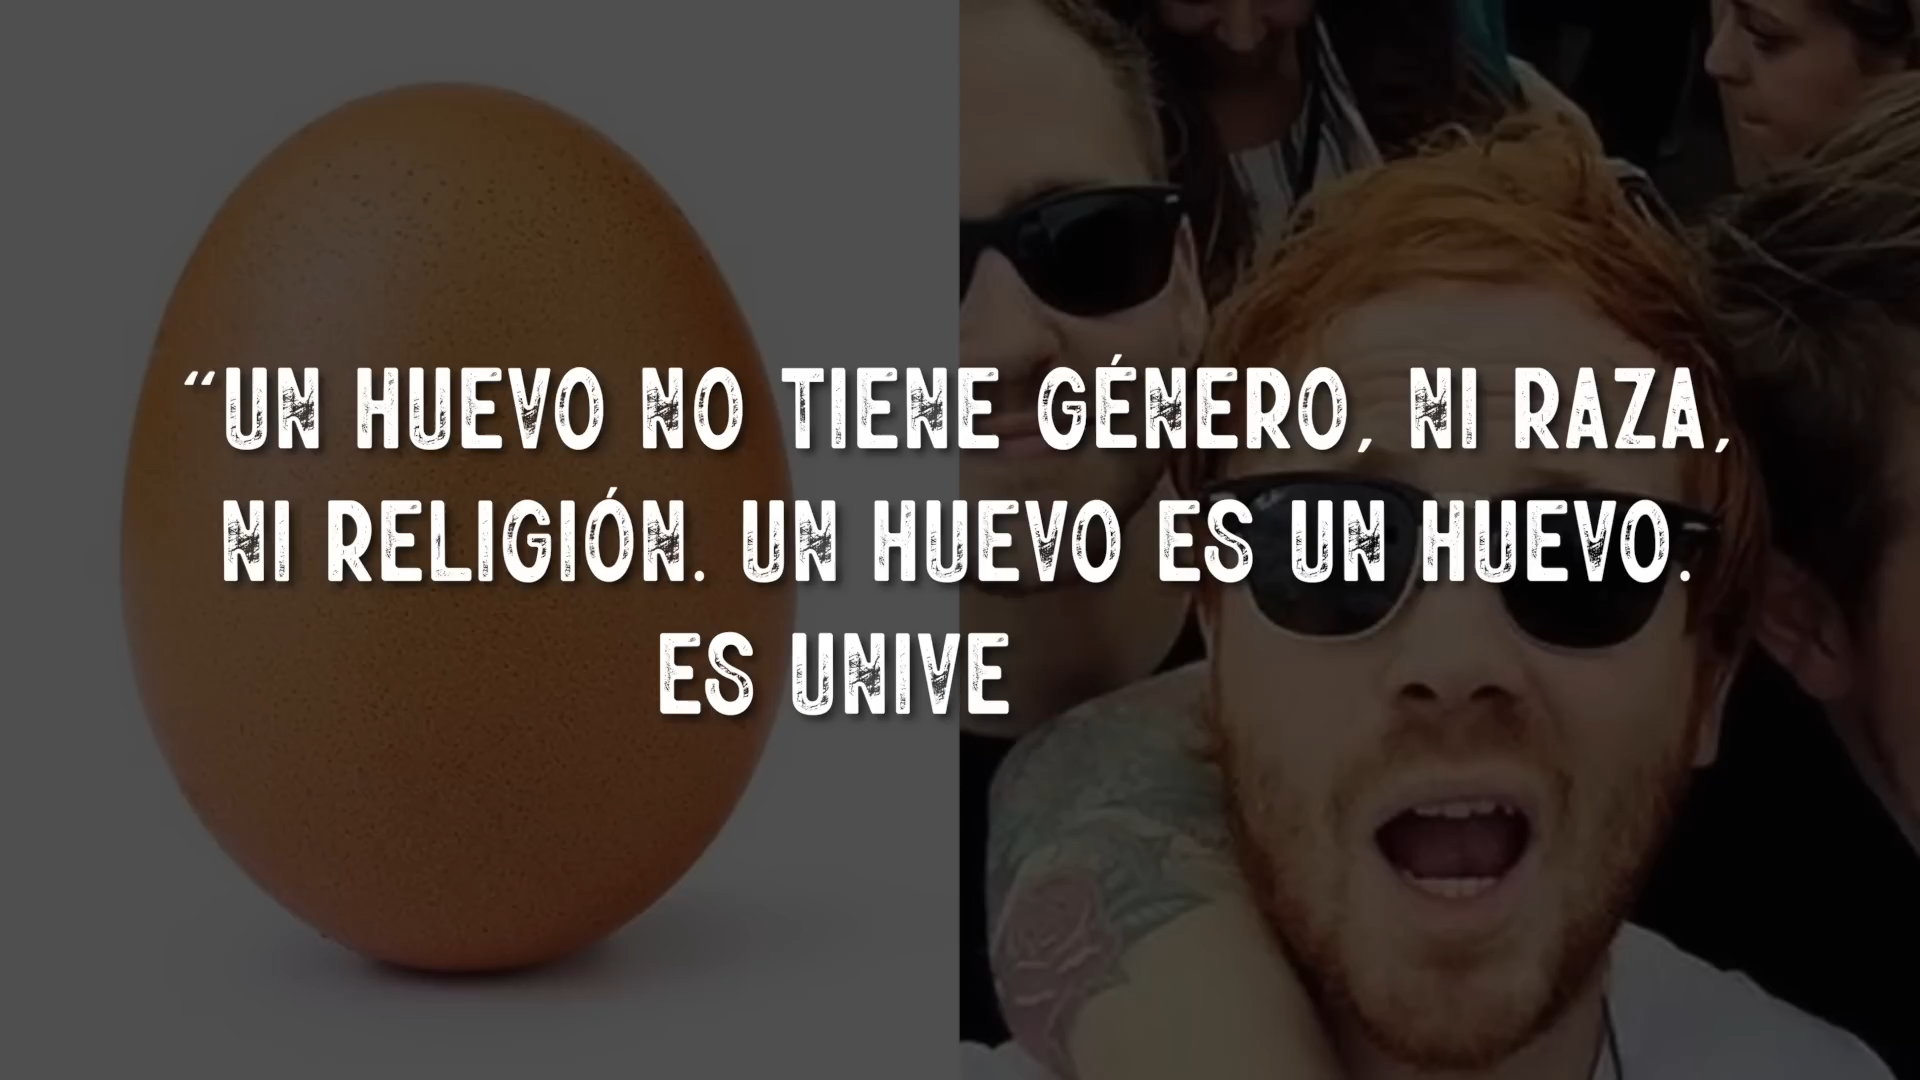 “UN HUEVO NO TIENE GÉNERO, NI RAZA,
NI RELIGIÓN. UN HUEVO ES UN HUEVO.
ES UNIVE